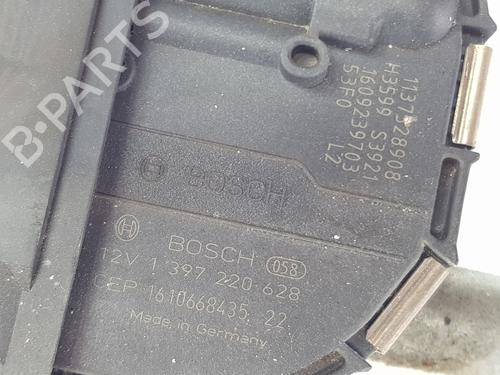 B-PARTS
1137328908
H3599 S3921
1609239703
53F0 L2
BOSCH
BOSCH 058
12V 1 397 220 628
CEP 1610668435 22
Made in Germany